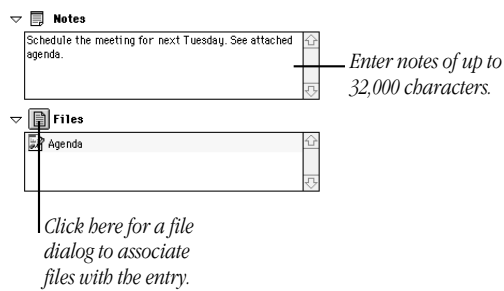 Notes
Schedule the meeting for next Tuesday. See attached
agenda.
Enter notes of up to
32,000 characters.
Files
Agenda
Click here for a file
dialog to associate
files with the entry.